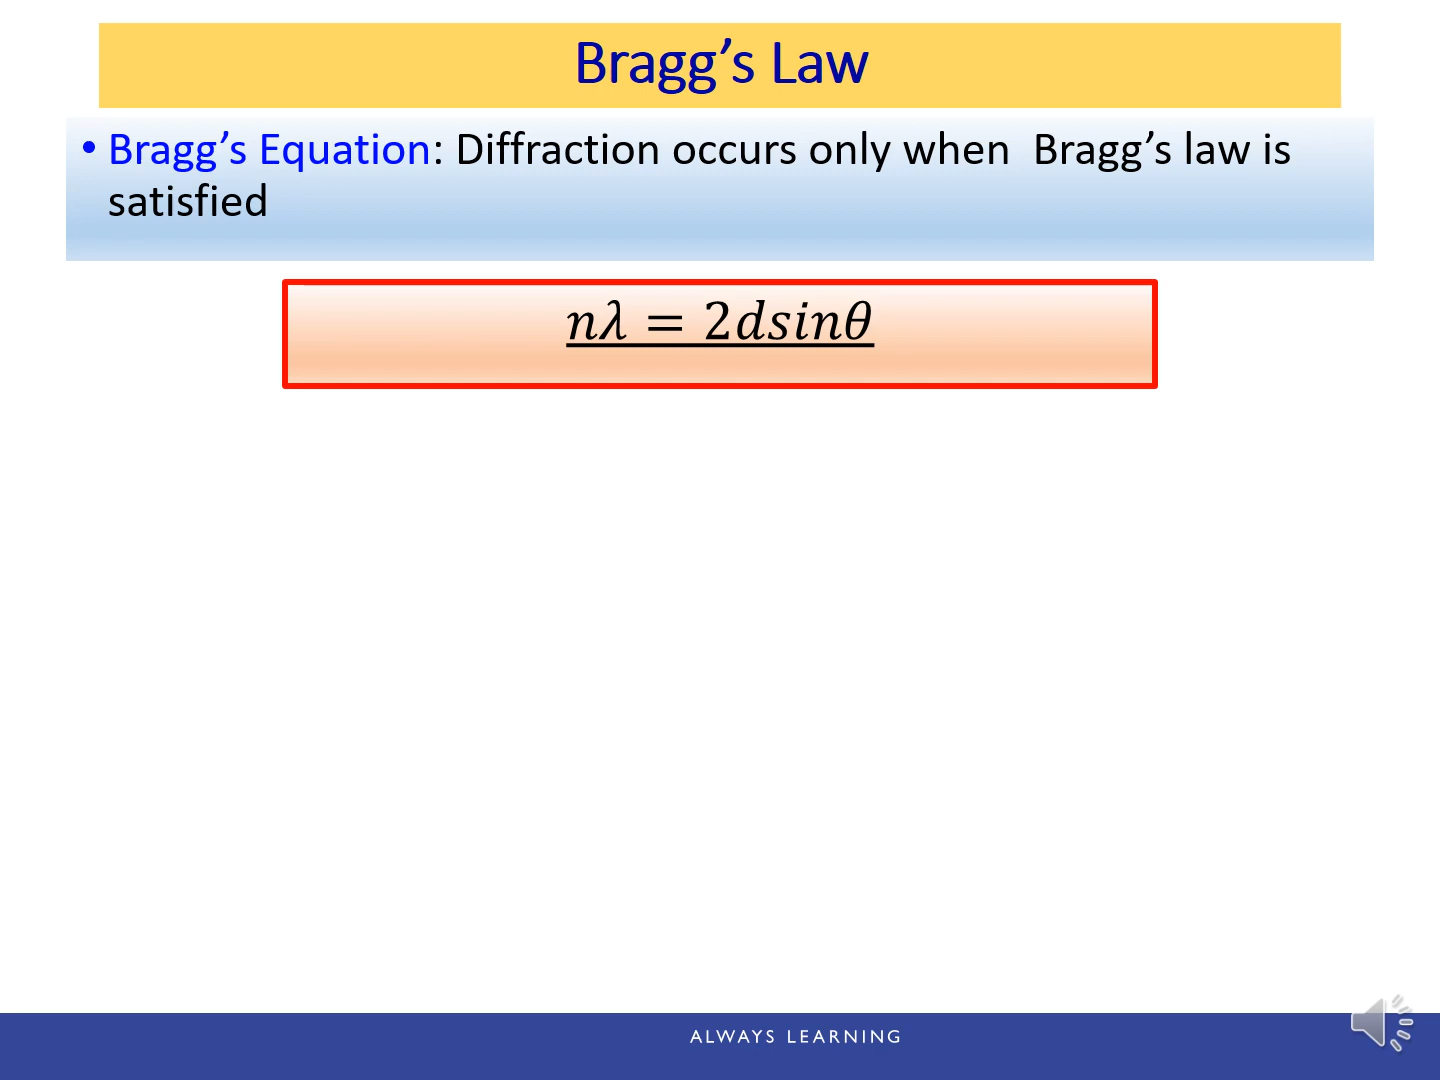 Bragg’s Law
• Bragg’s Equation: Diffraction occurs only when  Bragg’s law is
satisfied
nλ = 2dsinθ
ALWAYS LEARNING